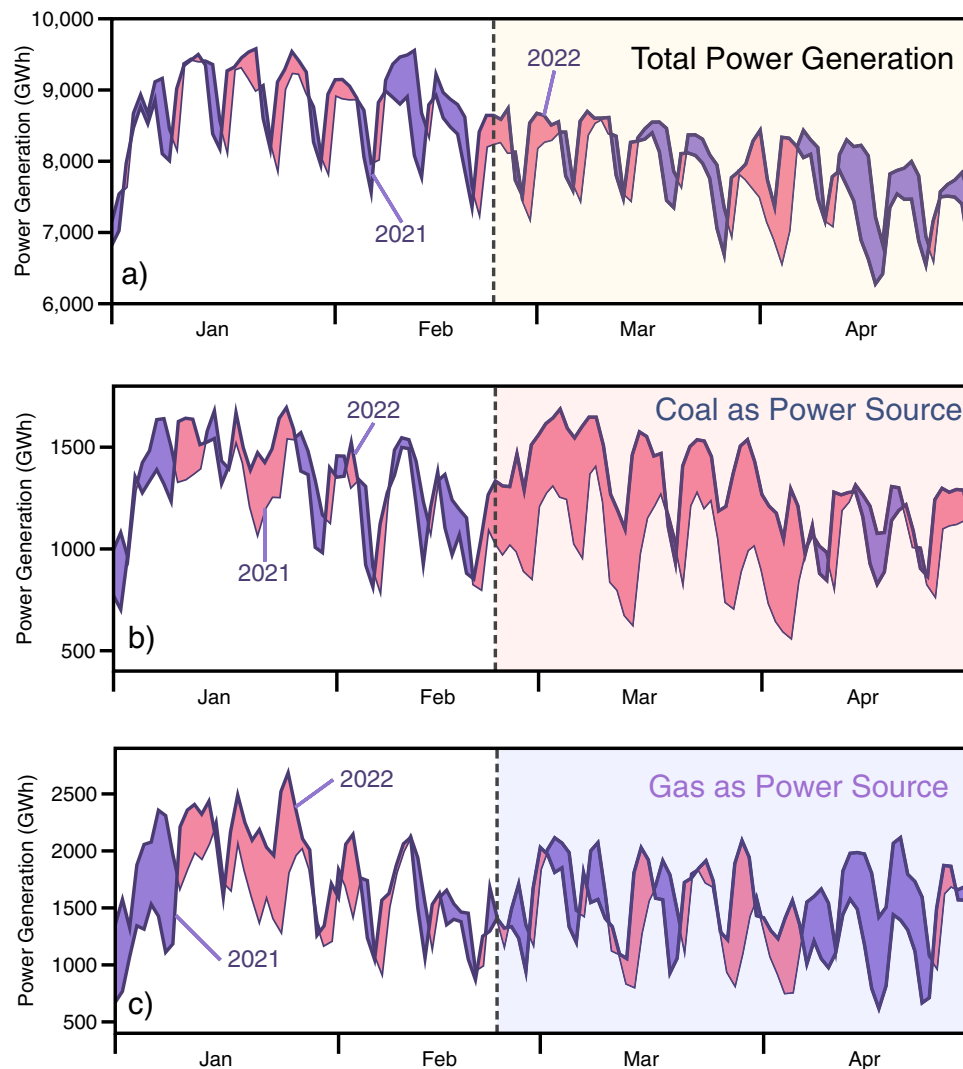 10,000
9,000
8,000
7,000
6,000
Power Generation (GWh)
Total Power Generation
2022
2021
a)
Jan
Feb
Mar
Apr
1500
1000
500
Power Generation (GWh)
Coal as Power Source
2022
2021
b)
Jan
Feb
Mar
Apr
2500
2000
1500
1000
500
Power Generation (GWh)
Gas as Power Source
2022
2021
c)
Jan
Feb
Mar
Apr